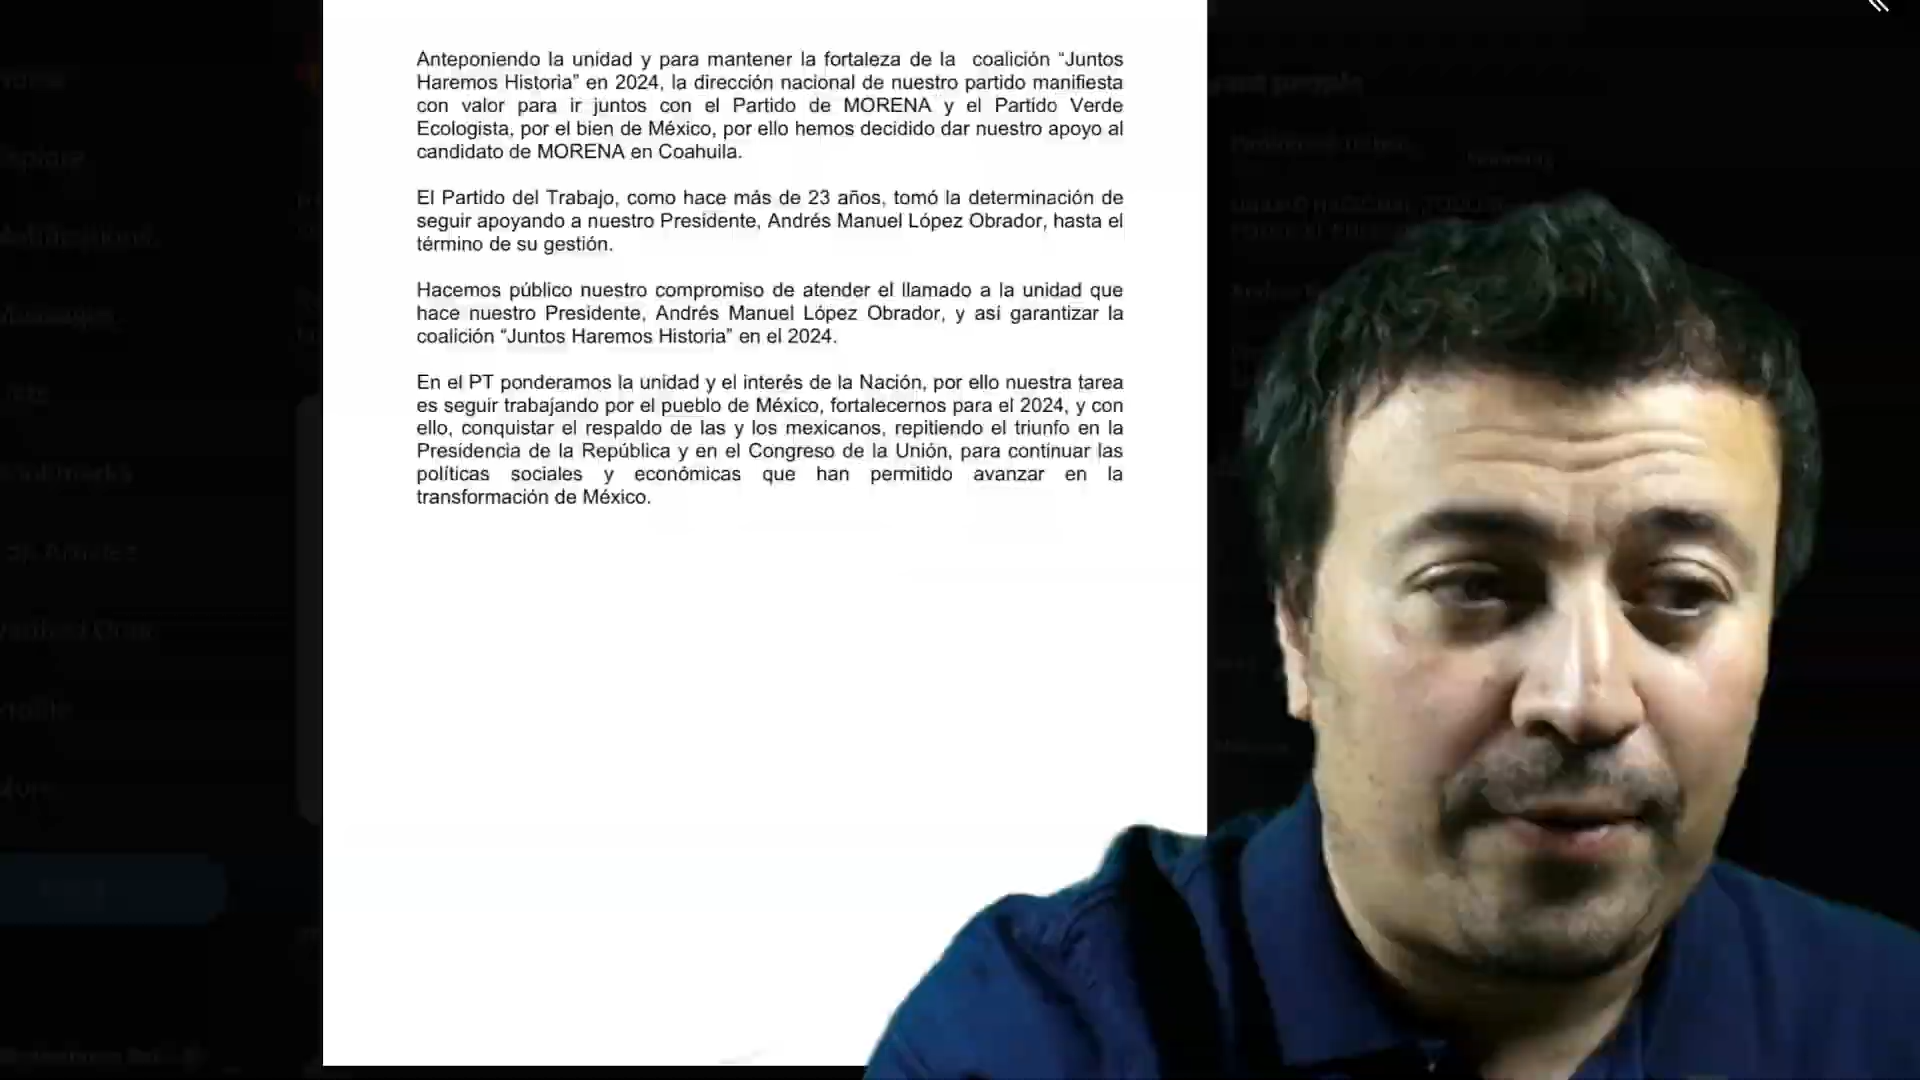 Anteponiendo la unidad y para mantener la fortaleza de la coalición “Juntos
Haremos Historia” en 2024, la dirección nacional de nuestro partido manifiesta
con valor para ir juntos con el Partido de MORENA y el Partido Verde
Ecologista, por el bien de México, por ello hemos decidido dar nuestro apoyo al
candidato de MORENA en Coahuila.
El Partido del Trabajo, como hace más de 23 años, tomó la determinación de
seguir apoyando a nuestro Presidente, Andrés Manuel López Obrador, hasta el
término de su gestión.
Hacemos público nuestro compromiso de atender el llamado a la unidad que
hace nuestro Presidente, Andrés Manuel López Obrador, y así garantizar la
coalición “Juntos Haremos Historia” en el 2024.
En el PT ponderamos la unidad y el interés de la Nación, por ello nuestra tarea
es seguir trabajando por el pueblo de México, fortalecernos para el 2024, y con
ello, conquistar el respaldo de las y los mexicanos, repitiendo el triunfo en la
Presidencia de la República y en el Congreso de la Unión, para continuar las
políticas sociales y económicas que han permitido avanzar en la
transformación de México.